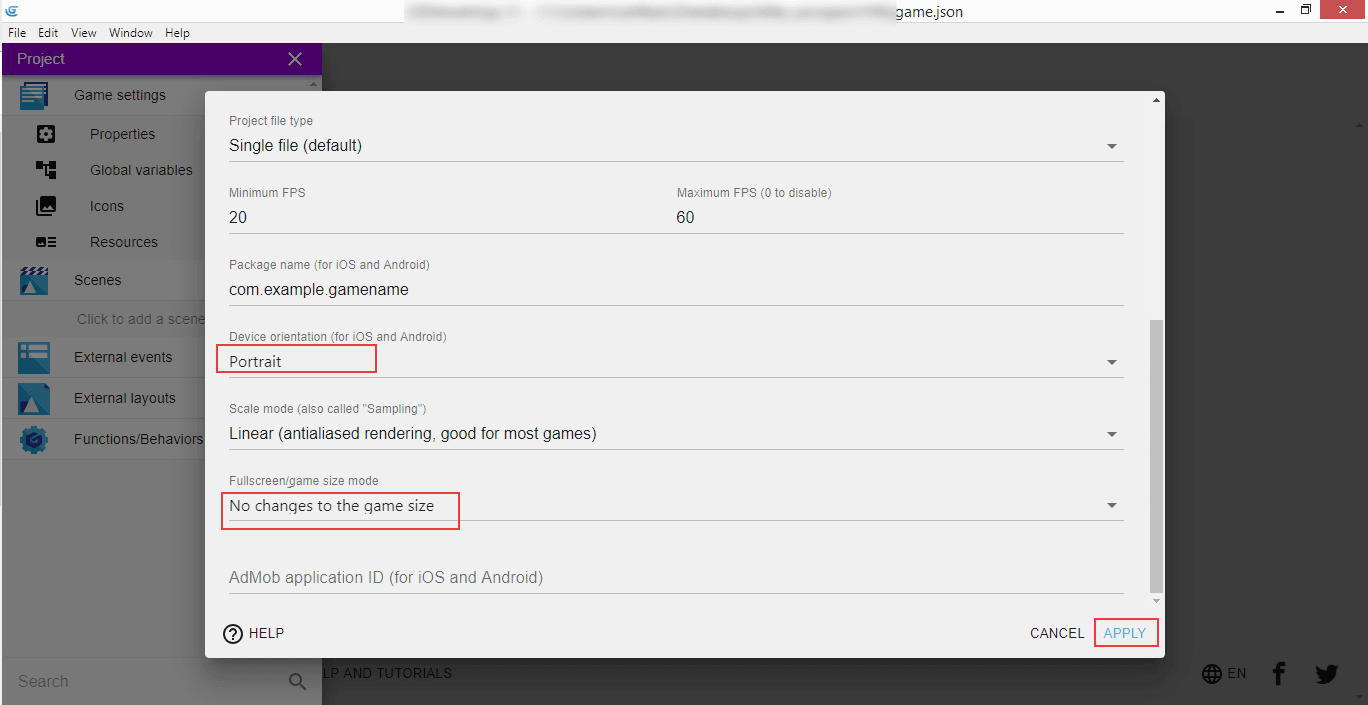 game.json
File Edit View Window Help
Project
Game settings
Properties
Global variables
Icons
Resources
Scenes
Click to add a scene
External events
External layouts
Functions/Behaviors
Search
Project file type
Single file (default)
Minimum FPS Maximum FPS (0 to disable)
20 60
Package name (for iOS and Android)
com.example.gamename
Device orientation (for iOS and Android)
Portrait
Scale mode (also called "Sampling")
Linear (antialiased rendering, good for most games)
Fullscreen/game size mode
No changes to the game size
AdMob application ID (for iOS and Android)
? HELP CANCEL APPLY
LP AND TUTORIALS EN